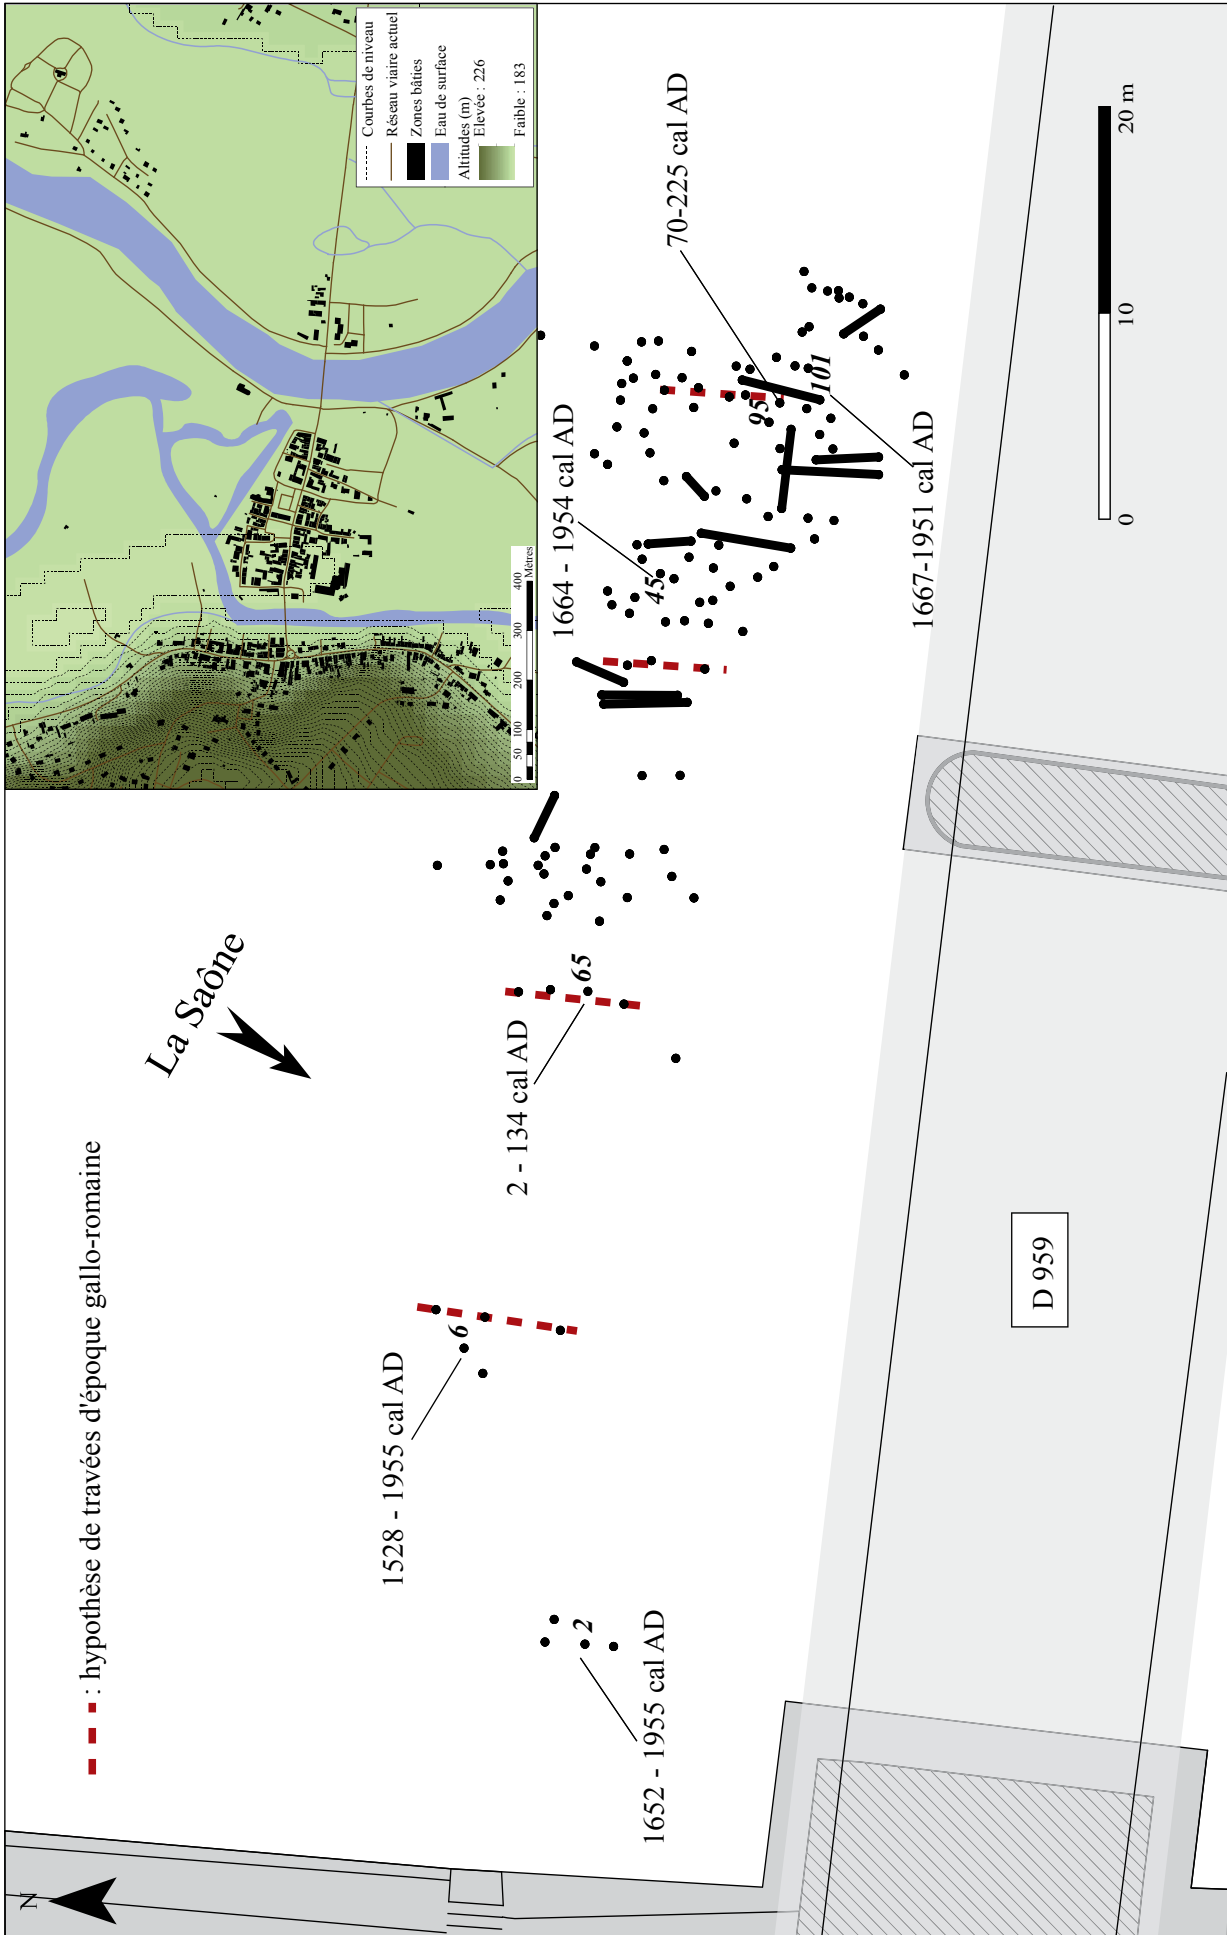 N
: hypothèse de travées d'époque gallo-romaine
La Saône
1652 - 1955 cal AD
2
1528 - 1955 cal AD
6
2 - 134 cal AD
65
1664 - 1954 cal AD
45
70-225 cal AD
95
101
1667-1951 cal AD
D 959
0
10
20 m
Courbes de niveau
Réseau viaire actuel
Zones bâties
Eau de surface
Altitudes (m)
Elevée : 226
Faible : 183
0 50 100 200 300 400
Mètres